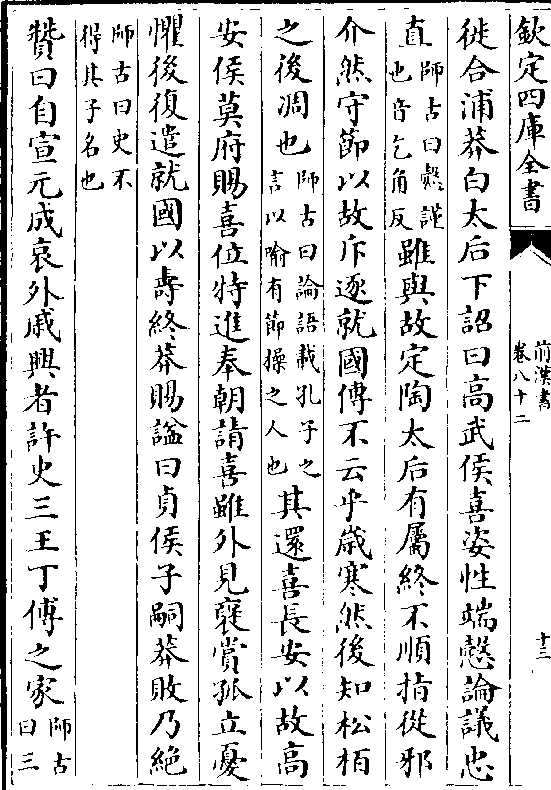 欽定四庫全書
前漢書
卷八十二
十三
徙合浦莽白太后下詔曰高武侯喜姿性端慤論議忠
直師古曰慤謹也音乞角反雖與故定陶太后有屬終不順指從邪
介然守節以故斥逐就國傳不云乎歲寒然後知松栢
之後凋也師古曰論語載孔子之言以喻有節操之人也其還喜長安以故高
安侯莫府賜喜位特進奉朝請喜雖外見褒賞孤立憂
懼後復遣就國以壽終莽賜諡曰貞侯子嗣莽敗乃絶
師古曰史不得其子名也
贊曰自宣元成哀外戚興者許史三王丁傅之家師古曰三